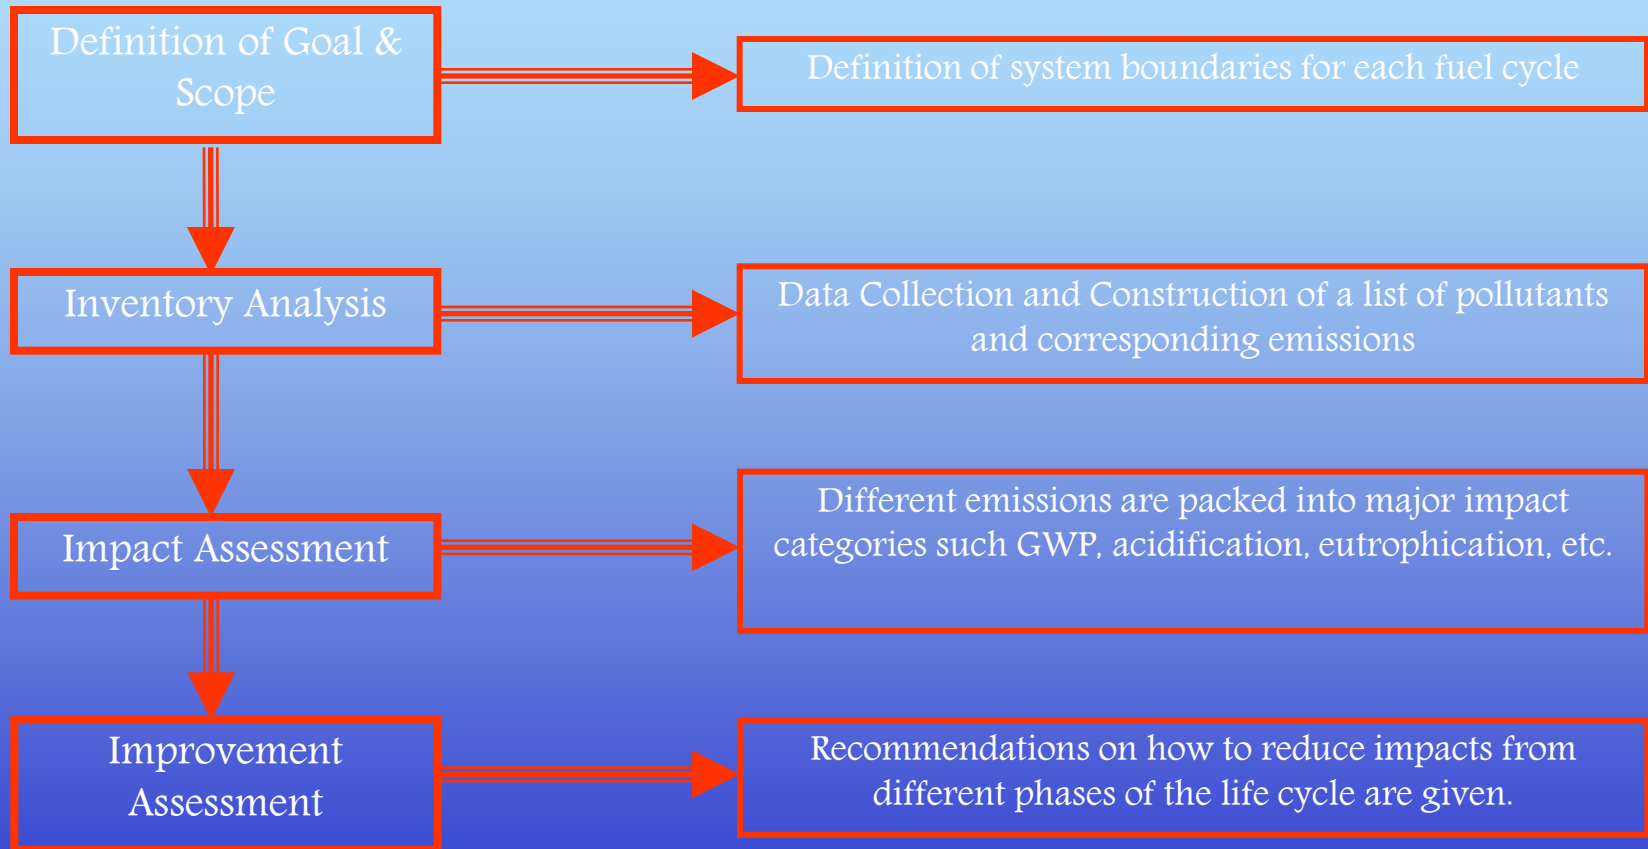 Definition of Goal &
Scope
Definition of system boundaries for each fuel cycle
Inventory Analysis
Data Collection and Construction of a list of pollutants
and corresponding emissions
Impact Assessment
Different emissions are packed into major impact
categories such GWP, acidification, eutrophication, etc.
Improvement
Assessment
Recommendations on how to reduce impacts from
different phases of the life cycle are given.